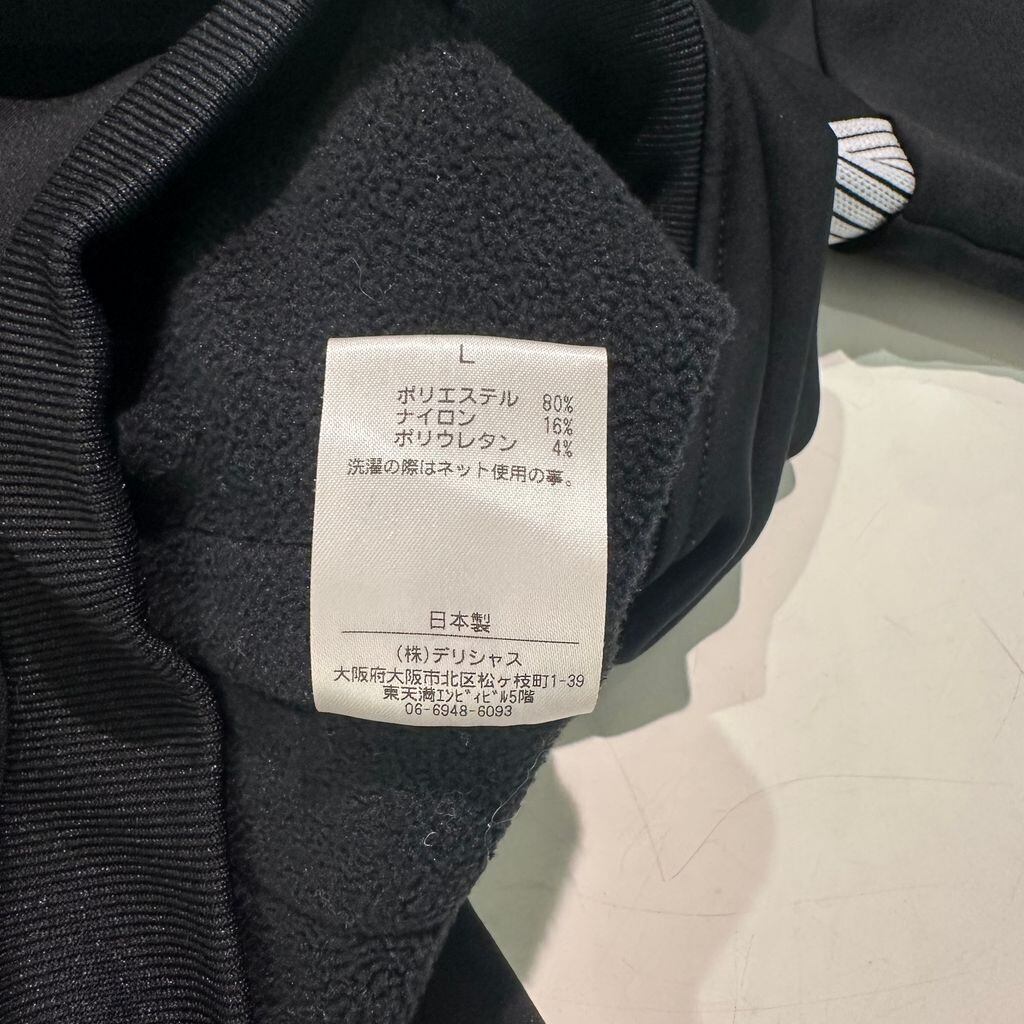 L
ポリエステル 80%
ナイロン 16%
ポリウレタン 4%
洗濯の際はネット使用の事。
日本製
(株)デリシャス
大阪府大阪市北区松ヶ枝町1-39
東天満ｴﾝﾋﾞｨﾋﾞﾙ5階
06-6948-6093